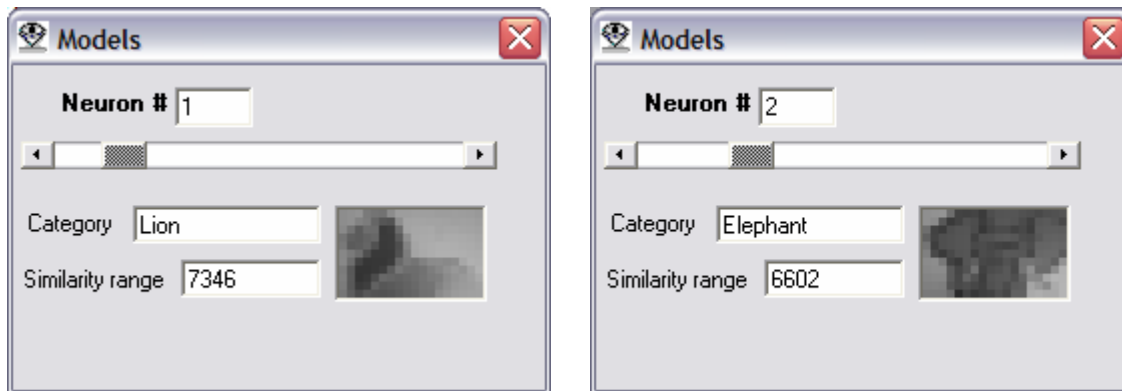 Models
Neuron # 1
Category Lion
Similarity range 7346
Models
Neuron # 2
Category Elephant
Similarity range 6602